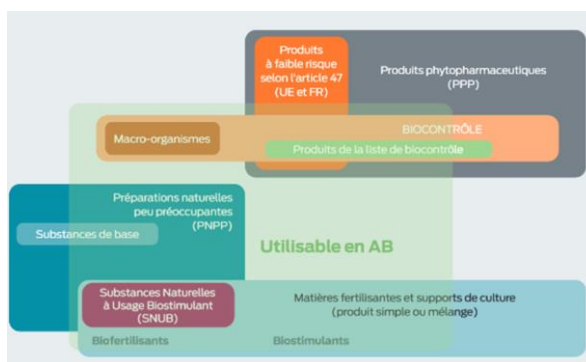 Produits
à faible risque
selon l'article 47
(UE et FR)
Produits phytopharmaceutiques
(PPP)
BIOCONTRÔLE
Macro-organismes
Produits de la liste de biocontrôle
Préparations naturelles
peu préoccupantes
(PNPP)
Substances de base
Utilisable en AB
Substances Naturelles
à Usage Biostimulant
(SNUB)
Matières fertilisantes et supports de culture
(produit simple ou mélange)
Biofertilisants
Biostimulants